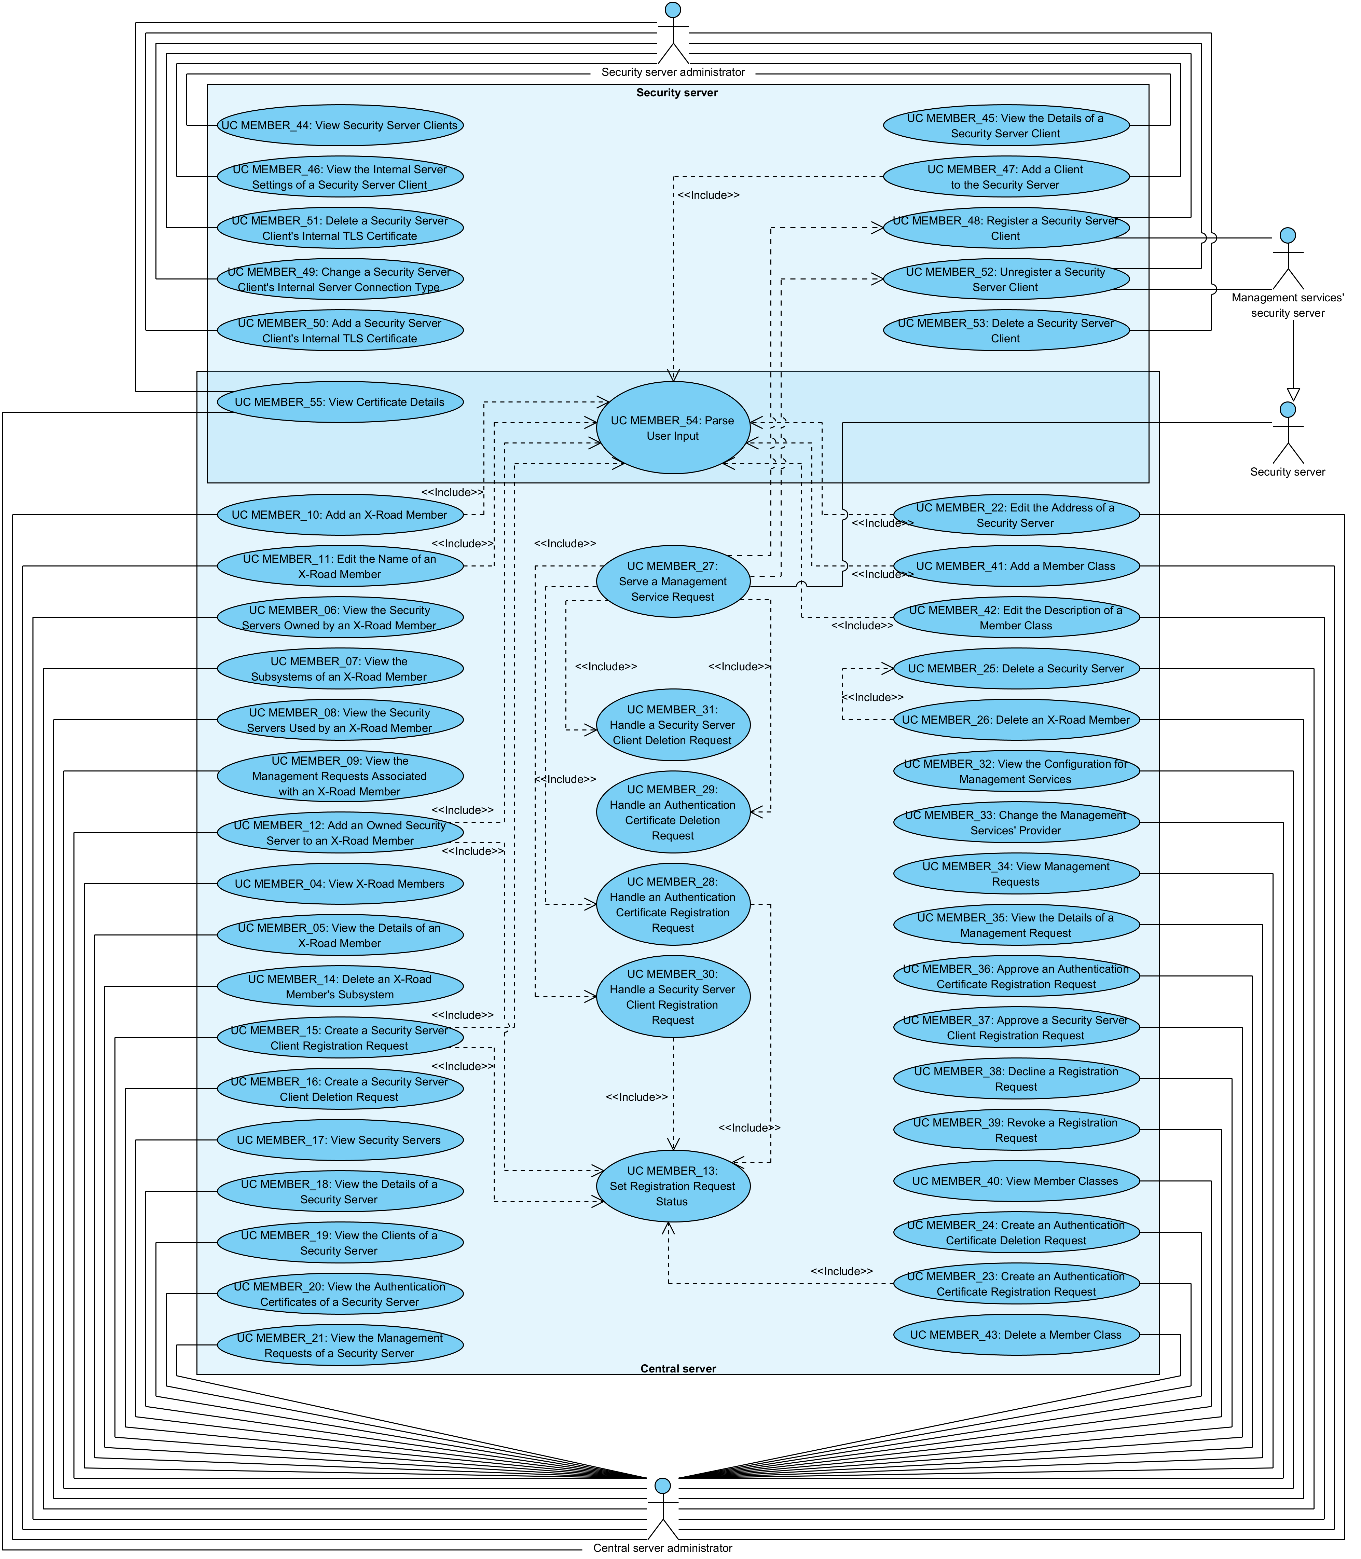 Security server administrator
Security server
UC MEMBER_44: View Security Server Clients
UC MEMBER_45: View the Details of a
Security Server Client
UC MEMBER_46: View the Internal Server
Settings of a Security Server Client
UC MEMBER_47: Add a Client
to the Security Server
<<Include>>
UC MEMBER_51: Delete a Security Server
Client's Internal TLS Certificate
UC MEMBER_48: Register a Security Server
Client
UC MEMBER_49: Change a Security Server
Client's Internal Server Connection Type
UC MEMBER_52: Unregister a Security
Server Client
Management services'
security server
UC MEMBER_50: Add a Security Server
Client's Internal TLS Certificate
UC MEMBER_53: Delete a Security Server
Client
UC MEMBER_55: View Certificate Details
UC MEMBER_54: Parse
User Input
Security server
<<Include>>
UC MEMBER_10: Add an X-Road Member
UC MEMBER_22: Edit the Address of a
Security Server
<<Include>>
<<Include>>
<<Include>>
UC MEMBER_11: Edit the Name of an
X-Road Member
UC MEMBER_27:
Serve a Management
Service Request
UC MEMBER_41: Add a Member Class
<<Include>>
UC MEMBER_06: View the Security
Servers Owned by an X-Road Member
UC MEMBER_42: Edit the Description of a
Member Class
<<Include>>
UC MEMBER_07: View the
Subsystems of an X-Road Member
<<Include>>
<<Include>>
UC MEMBER_25: Delete a Security Server
<<Include>>
UC MEMBER_08: View the Security
Servers Used by an X-Road Member
UC MEMBER_31:
Handle a Security Server
Client Deletion Request
UC MEMBER_26: Delete an X-Road Member
UC MEMBER_09: View the
Management Requests Associated
with an X-Road Member
<<Include>>
UC MEMBER_29:
Handle an Authentication
Certificate Deletion
Request
UC MEMBER_32: View the Configuration for
Management Services
<<Include>>
UC MEMBER_12: Add an Owned Security
Server to an X-Road Member
<<Include>>
UC MEMBER_33: Change the Management
Services' Provider
UC MEMBER_04: View X-Road Members
UC MEMBER_28:
Handle an Authentication
Certificate Registration
Request
UC MEMBER_34: View Management
Requests
UC MEMBER_05: View the Details of an
X-Road Member
UC MEMBER_35: View the Details of a
Management Request
UC MEMBER_14: Delete an X-Road
Member's Subsystem
UC MEMBER_30:
Handle a Security Server
Client Registration
Request
UC MEMBER_36: Approve an Authentication
Certificate Registration Request
<<Include>>
UC MEMBER_15: Create a Security Server
Client Registration Request
<<Include>>
UC MEMBER_37: Approve a Security Server
Client Registration Request
UC MEMBER_16: Create a Security Server
Client Deletion Request
<<Include>>
UC MEMBER_38: Decline a Registration
Request
UC MEMBER_17: View Security Servers
<<Include>>
UC MEMBER_39: Revoke a Registration
Request
UC MEMBER_18: View the Details of a
Security Server
UC MEMBER_13:
Set Registration Request
Status
UC MEMBER_40: View Member Classes
UC MEMBER_19: View the Clients of a
Security Server
UC MEMBER_24: Create an Authentication
Certificate Deletion Request
UC MEMBER_20: View the Authentication
Certificates of a Security Server
<<Include>>
UC MEMBER_23: Create an Authentication
Certificate Registration Request
UC MEMBER_21: View the Management
Requests of a Security Server
UC MEMBER_43: Delete a Member Class
Central server
Central server administrator